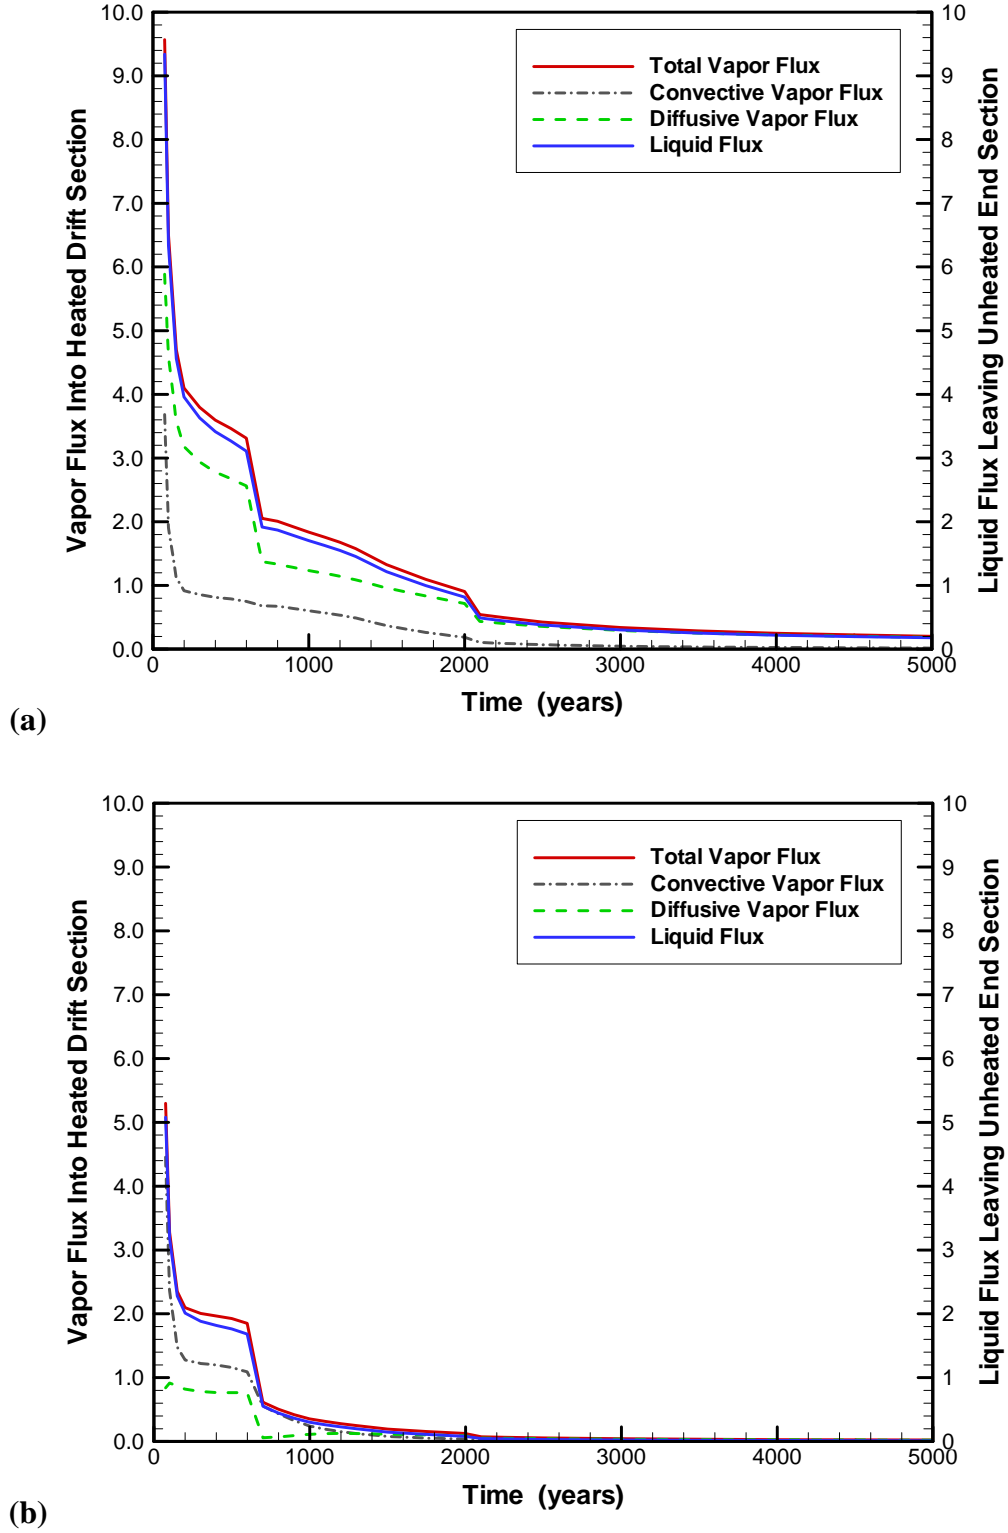 10.0
9.0
8.0
7.0
6.0
5.0
4.0
3.0
2.0
1.0
0.0
Vapor Flux Into Heated Drift Section
Total Vapor Flux
Convective Vapor Flux
Diffusive Vapor Flux
Liquid Flux
10
9
8
7
6
5
4
3
2
1
0
Liquid Flux Leaving Unheated End Section
0 1000 2000 3000 4000 5000
Time (years)
(a)
10.0
9.0
8.0
7.0
6.0
5.0
4.0
3.0
2.0
1.0
0.0
Vapor Flux Into Heated Drift Section
Total Vapor Flux
Convective Vapor Flux
Diffusive Vapor Flux
Liquid Flux
10
9
8
7
6
5
4
3
2
1
0
Liquid Flux Leaving Unheated End Section
0 1000 2000 3000 4000 5000
Time (years)
(b)